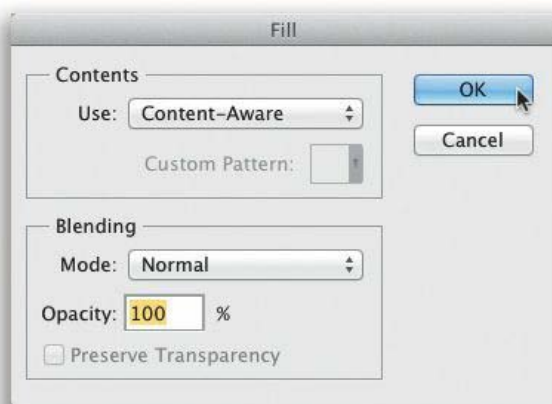 Fill
Contents
Use: Content-Aware
Custom Pattern:
OK
Cancel
Blending
Mode: Normal
Opacity: 100 %
Preserve Transparency